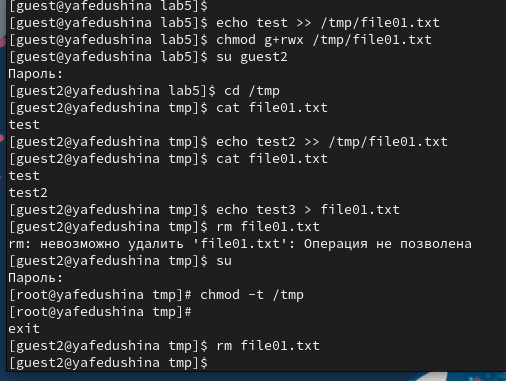 [guest@yafedushina lab5]$
[guest@yafedushina lab5]$ echo test >> /tmp/file01.txt
[guest@yafedushina lab5]$ chmod g+rwx /tmp/file01.txt
[guest@yafedushina lab5]$ su guest2
Пароль:
[guest2@yafedushina lab5]$ cd /tmp
[guest2@yafedushina tmp]$ cat file01.txt
test
[guest2@yafedushina tmp]$ echo test2 >> /tmp/file01.txt
[guest2@yafedushina tmp]$ cat file01.txt
test
test2
[guest2@yafedushina tmp]$ echo test3 > file01.txt
[guest2@yafedushina tmp]$ rm file01.txt
rm: невозможно удалить 'file01.txt': Операция не позволена
[guest2@yafedushina tmp]$ su
Пароль:
[root@yafedushina tmp]# chmod -t /tmp
[root@yafedushina tmp]#
exit
[guest2@yafedushina tmp]$ rm file01.txt
[guest2@yafedushina tmp]$